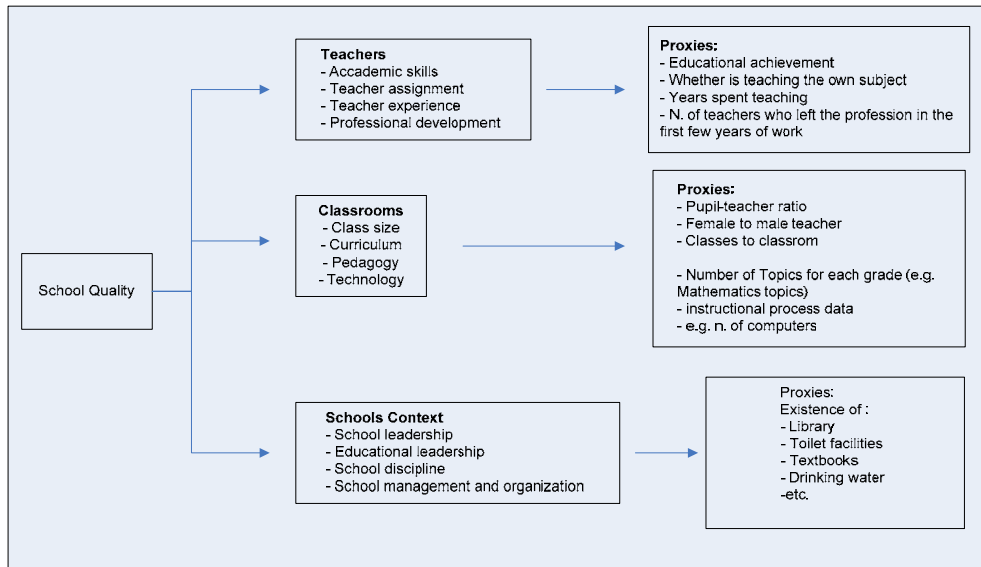 School Quality
Teachers
- Accademic skills
- Teacher assignment
- Teacher experience
- Professional development
Proxies:
- Educational achievement
- Whether is teaching the own subject
- Years spent teaching
- N. of teachers who left the profession in the
first few years of work
Classrooms
- Class size
- Curriculum
- Pedagogy
- Technology
Proxies:
- Pupil-teacher ratio
- Female to male teacher
- Classes to classrom
- Number of Topics for each grade (e.g.
Mathematics topics)
- instructional process data
- e.g. n. of computers
Schools Context
- School leadership
- Educational leadership
- School discipline
- School management and organization
Proxies:
Existence of :
- Library
- Toilet facilities
- Textbooks
- Drinking water
-etc.